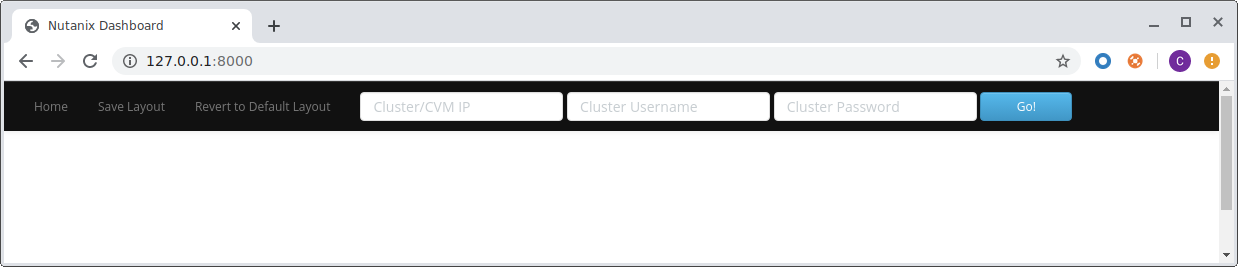 Nutanix Dashboard
127.0.0.1:8000
C
Home Save Layout Revert to Default Layout Cluster/CVM IP Cluster Username Cluster Password Go!